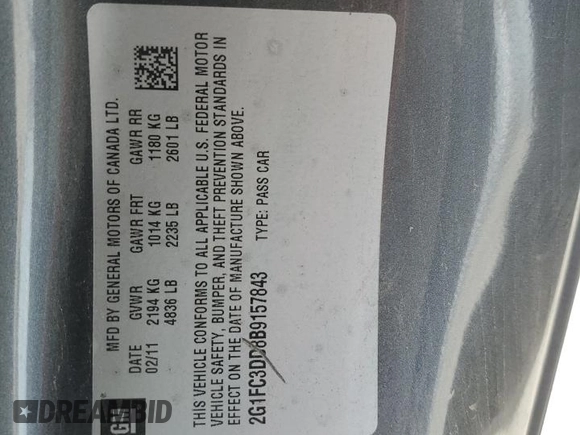 GM
MFD BY GENERAL MOTORS OF CANADA LTD.
DATE GVWR GAWR FRT GAWR RR
02/11 2194 KG 1014 KG 1180 KG
4836 LB 2235 LB 2601 LB
THIS VEHICLE CONFORMS TO ALL APPLICABLE U.S. FEDERAL MOTOR
VEHICLE SAFETY, BUMPER, AND THEFT PREVENTION STANDARDS IN
EFFECT ON THE DATE OF MANUFACTURE SHOWN ABOVE.
2G1FC3DD8B9157843 TYPE: PASS CAR
DREAMBID